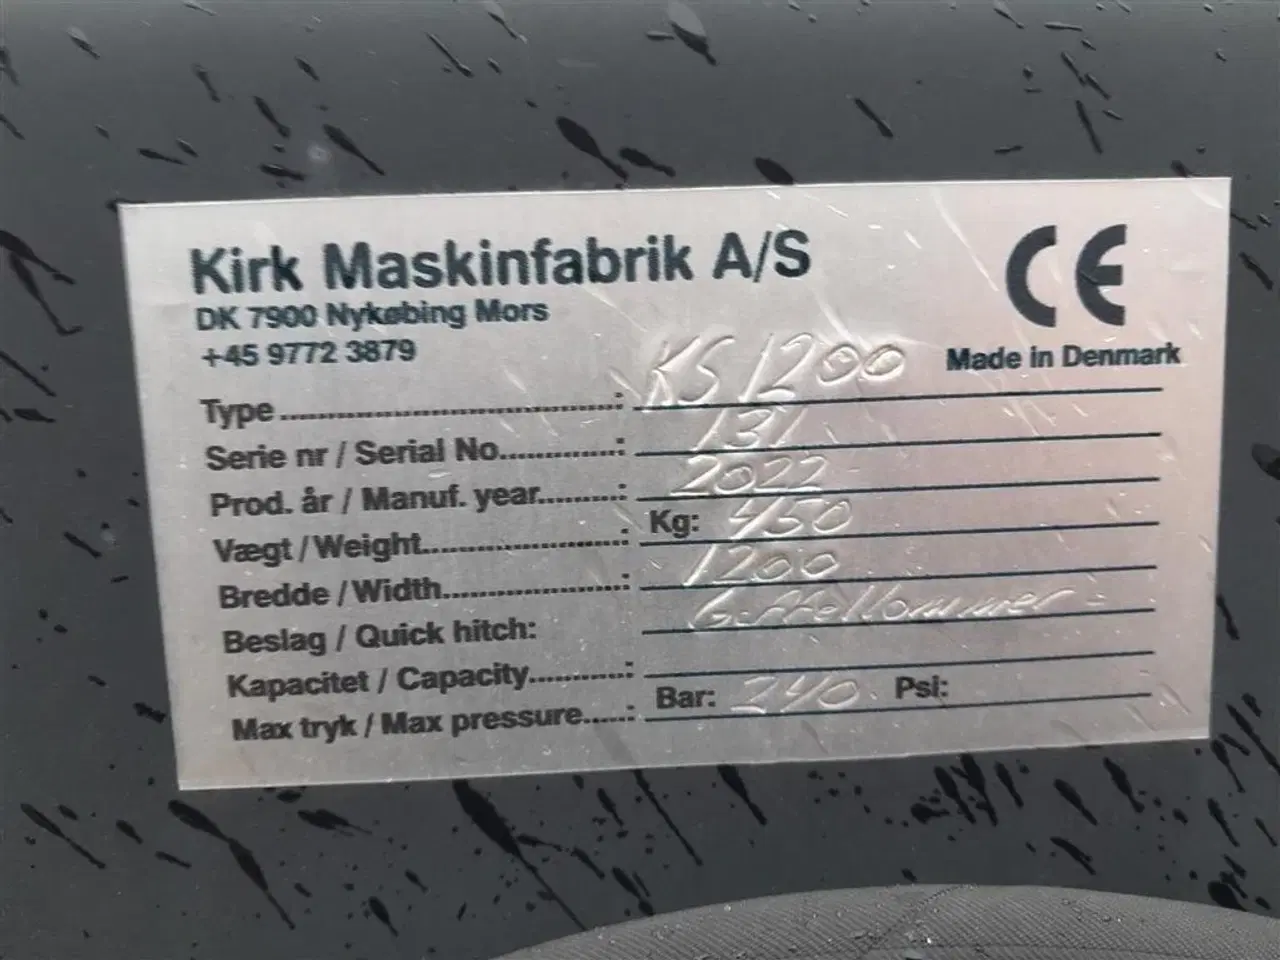 Kirk Maskinfabrik A/S
CE
DK 7900 Nykøbing Mors
+45 9772 3879
Made in Denmark
Type..........: KS 1200
Serie nr / Serial No..........: 131
Prod. år / Manuf. year..........: 2022
Vægt / Weight..........: Kg: 450
Bredde / Width..........: 1200
Beslag / Quick hitch:
Kapacitet / Capacity..........:
Max tryk / Max pressure......: Bar: 240 Psi: